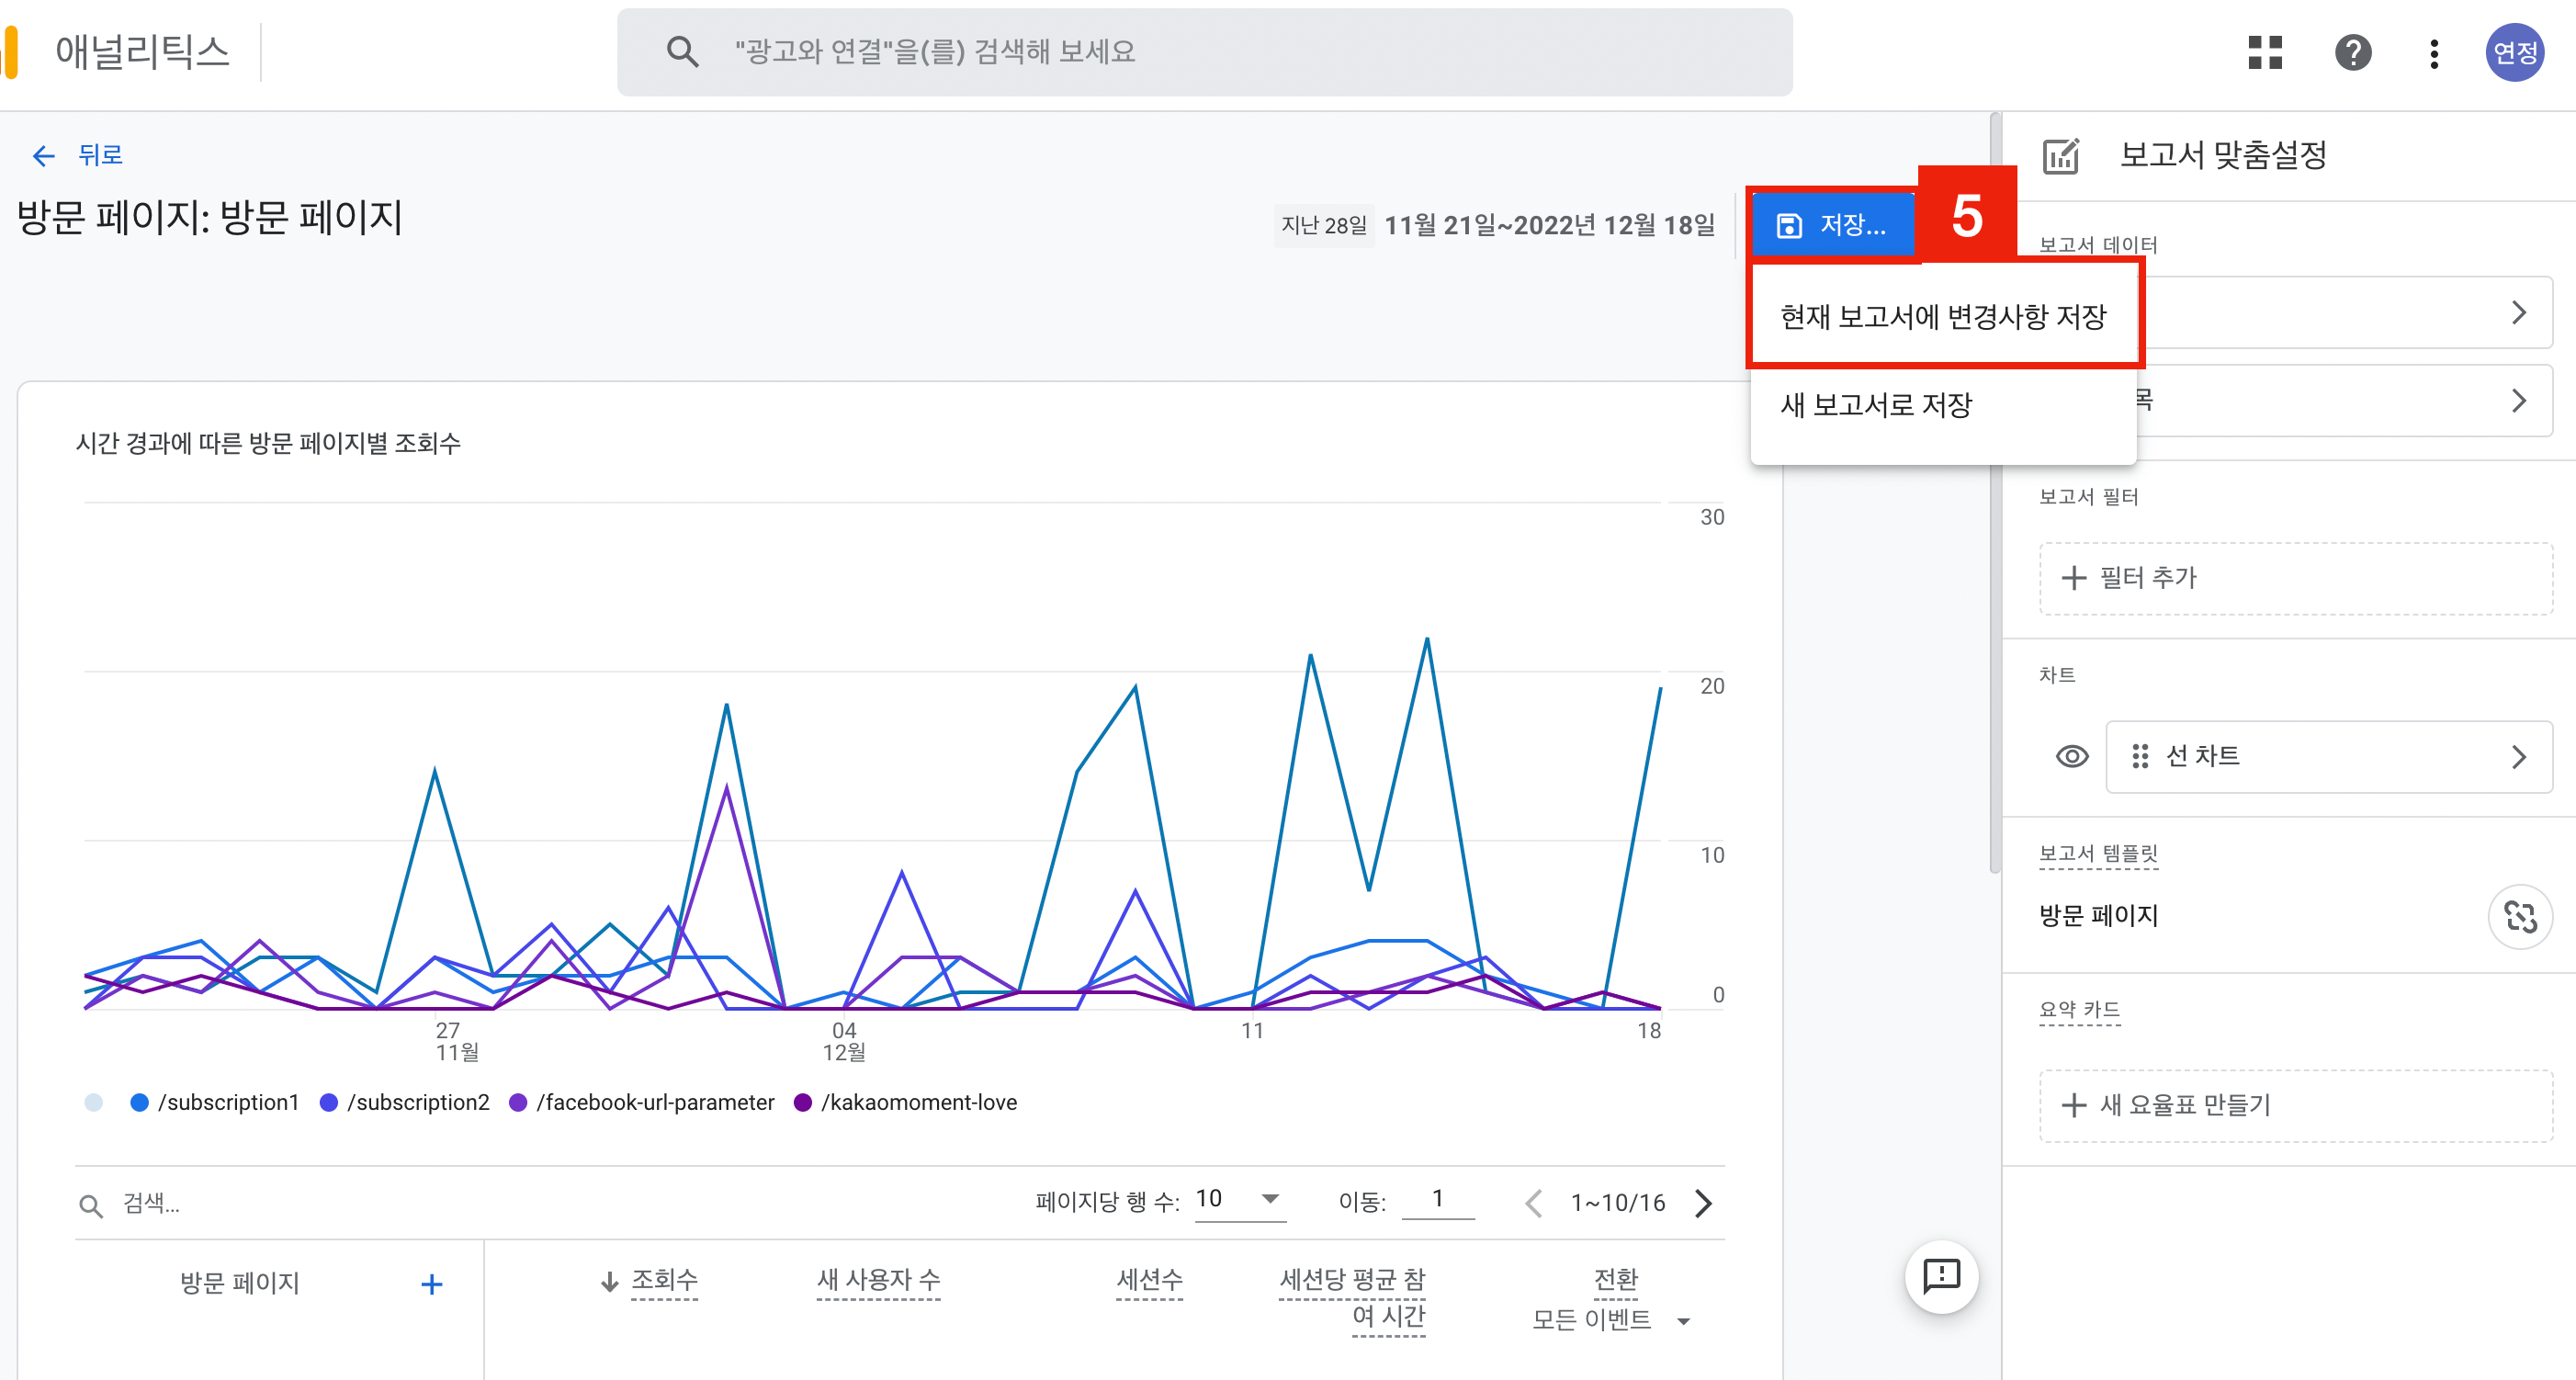 애널리틱스
"광고와 연결"을(를) 검색해 보세요
연정
뒤로
방문 페이지: 방문 페이지
지난 28일 11월 21일~2022년 12월 18일
저장...
5
현재 보고서에 변경사항 저장
새 보고서로 저장
보고서 맞춤설정
보고서 데이터
목
보고서 필터
필터 추가
차트
선 차트
보고서 템플릿
방문 페이지
요약 카드
새 요율표 만들기
시간 경과에 따른 방문 페이지별 조회수
30
20
10
0
27
11월
04
12월
11
18
/subscription1 /subscription2 /facebook-url-parameter /kakaomoment-love
검색...
페이지당 행 수: 10 이동: 1 1~10/16
방문 페이지
조회수
새 사용자 수
세션수
세션당 평균 참
여 시간
전환
모든 이벤트